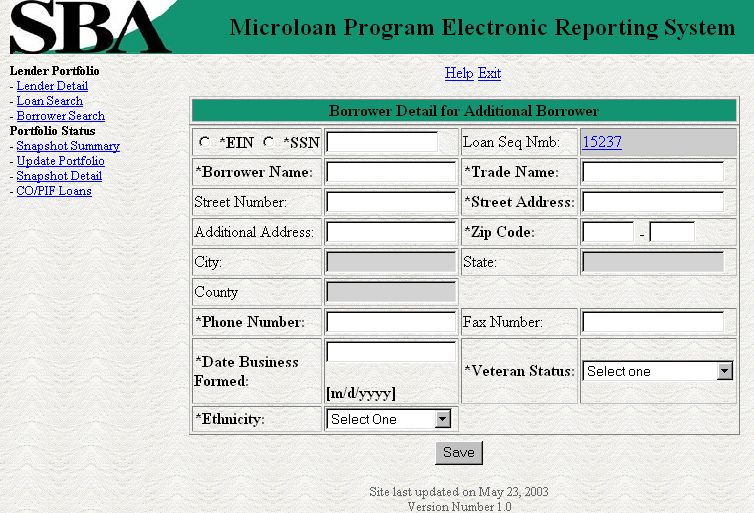 SBA
Microloan Program Electronic Reporting System
Help Exit
Lender Portfolio
- Lender Detail
- Loan Search
- Borrower Search
Portfolio Status
- Snapshot Summary
- Update Portfolio
- Snapshot Detail
- CO/PIF Loans
Borrower Detail for Additional Borrower
*EIN *SSN Loan Seq Nmb: 15237
*Borrower Name: *Trade Name:
Street Number: *Street Address:
Additional Address: *Zip Code: -
City: State:
County
*Phone Number: Fax Number:
*Date Business
Formed: [m/d/yyyy] *Veteran Status: Select one
*Ethnicity: Select One
Save
Site last updated on May 23, 2003
Version Number 1.0